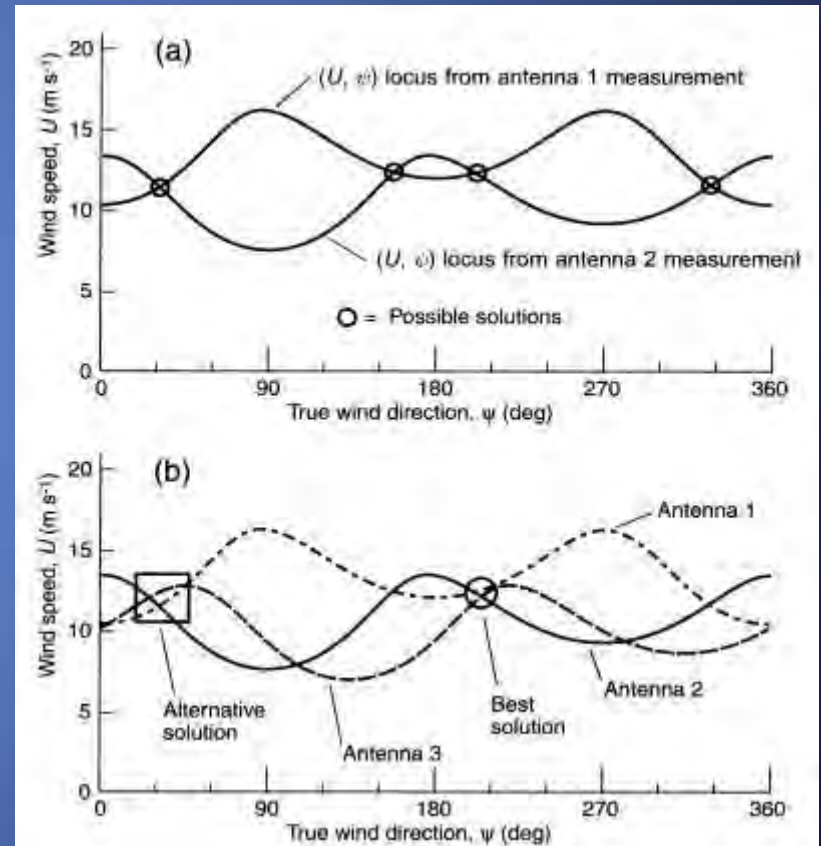 (a)
(U, ψ) locus from antenna 1 measurement
(U, ψ) locus from antenna 2 measurement
O = Possible solutions
Wind speed, U (m s⁻¹)
20
15
10
5
0
0 90 180 270 360
True wind direction, ψ (deg)
(b)
Antenna 1
Wind speed, U (m s⁻¹)
20
15
10
5
0
Alternative
solution
Antenna 3
Best
solution
Antenna 2
0 90 180 270 360
True wind direction, ψ (deg)